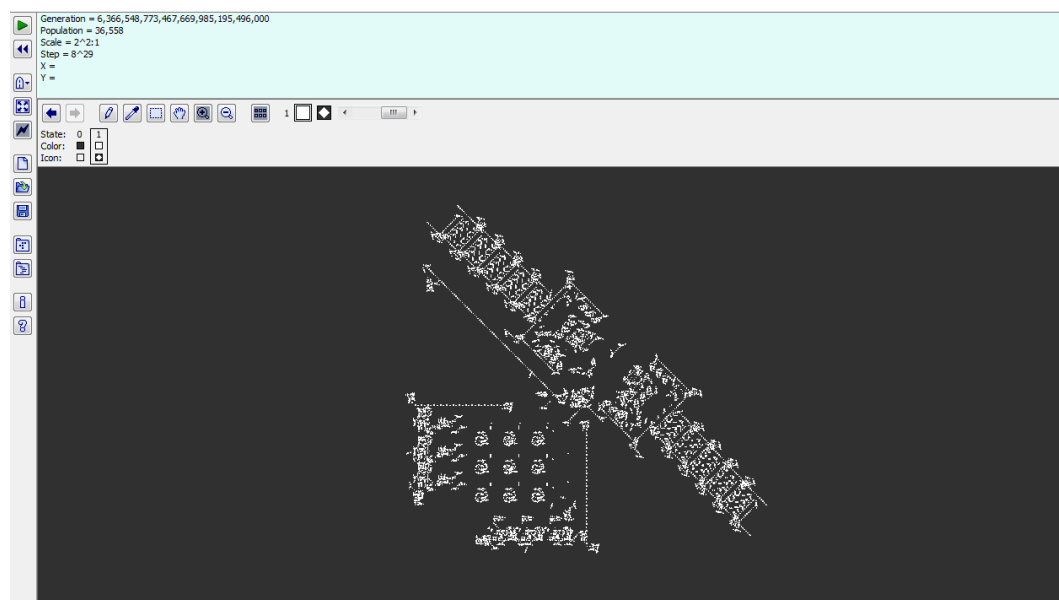 Generation = 6,366,548,773,467,669,985,195,496,000
Population = 36,558
Scale = 2^2:1
Step = 8^29
X =
Y =
1
State: 0 1
Color:
Icon: